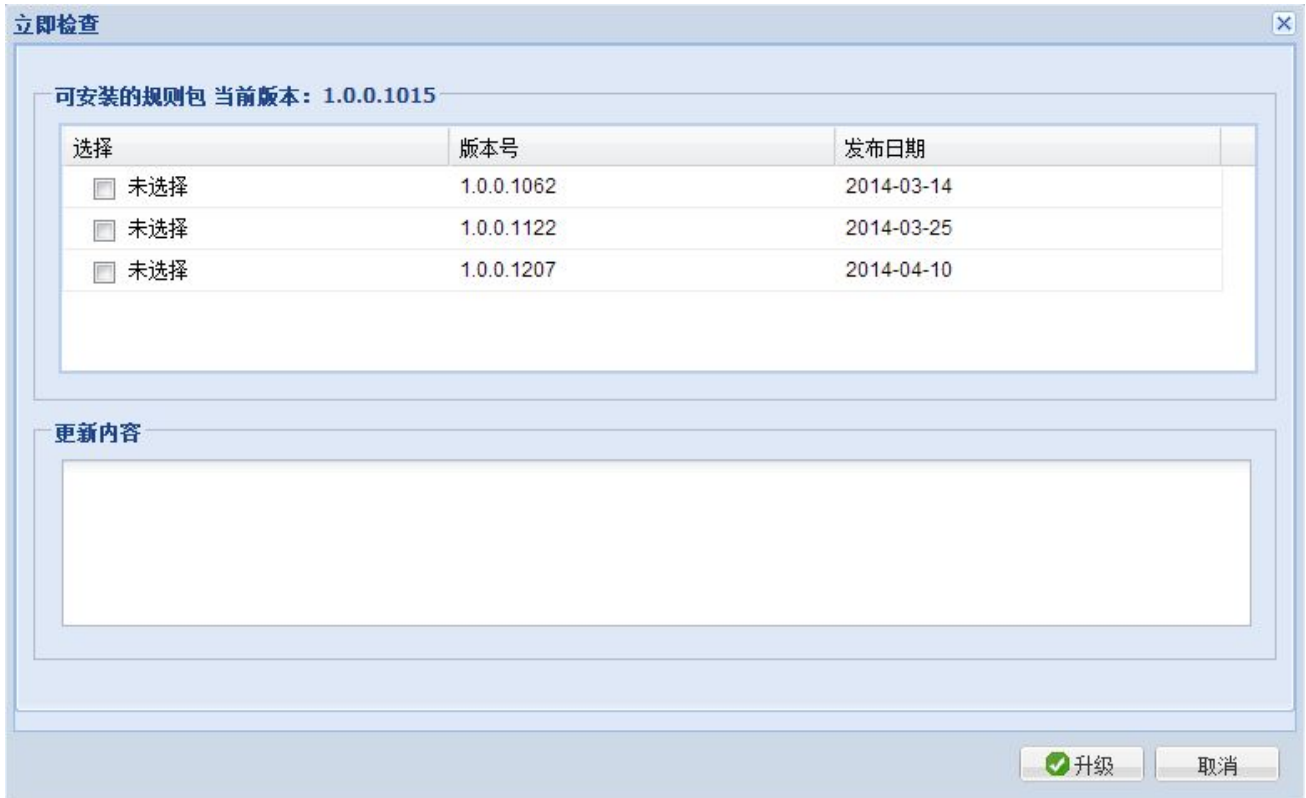 立即检查
可安装的规则包 当前版本：1.0.0.1015
选择 版本号 发布日期
未选择 1.0.0.1062 2014-03-14
未选择 1.0.0.1122 2014-03-25
未选择 1.0.0.1207 2014-04-10
更新内容
升级 取消